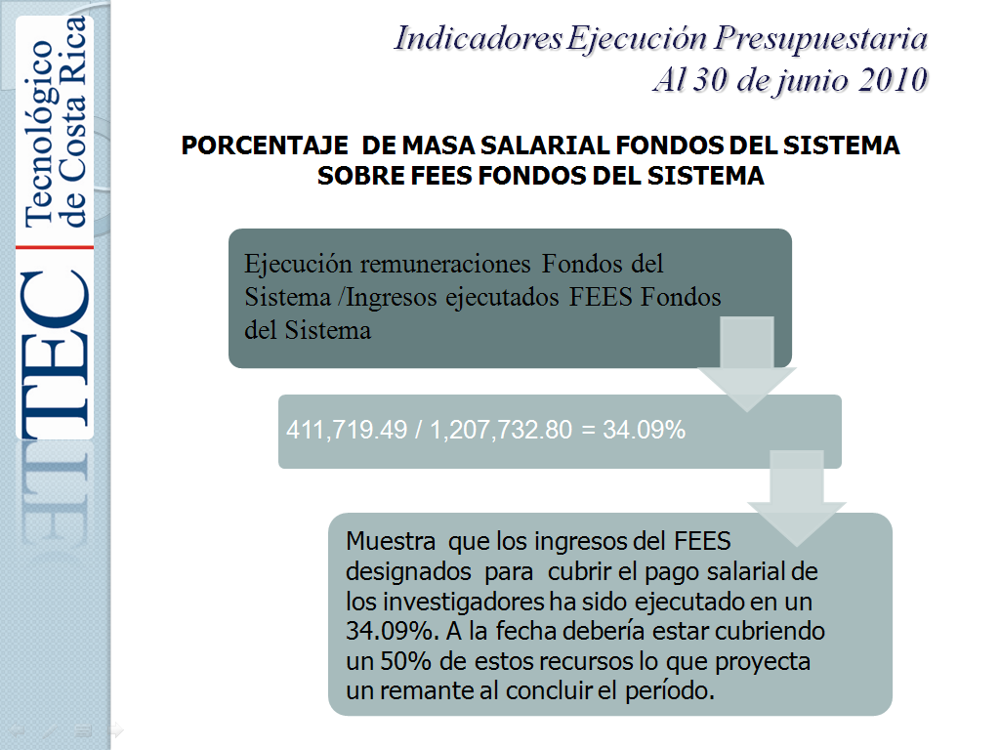 Tecnológico
de Costa Rica
TEC
Indicadores Ejecución Presupuestaria
Al 30 de junio 2010
PORCENTAJE DE MASA SALARIAL FONDOS DEL SISTEMA
SOBRE FEES FONDOS DEL SISTEMA
Ejecución remuneraciones Fondos del
Sistema /Ingresos ejecutados FEES Fondos
del Sistema
411,719.49 / 1,207,732.80 = 34.09%
Muestra que los ingresos del FEES
designados para cubrir el pago salarial de
los investigadores ha sido ejecutado en un
34.09%. A la fecha debería estar cubriendo
un 50% de estos recursos lo que proyecta
un remante al concluir el período.